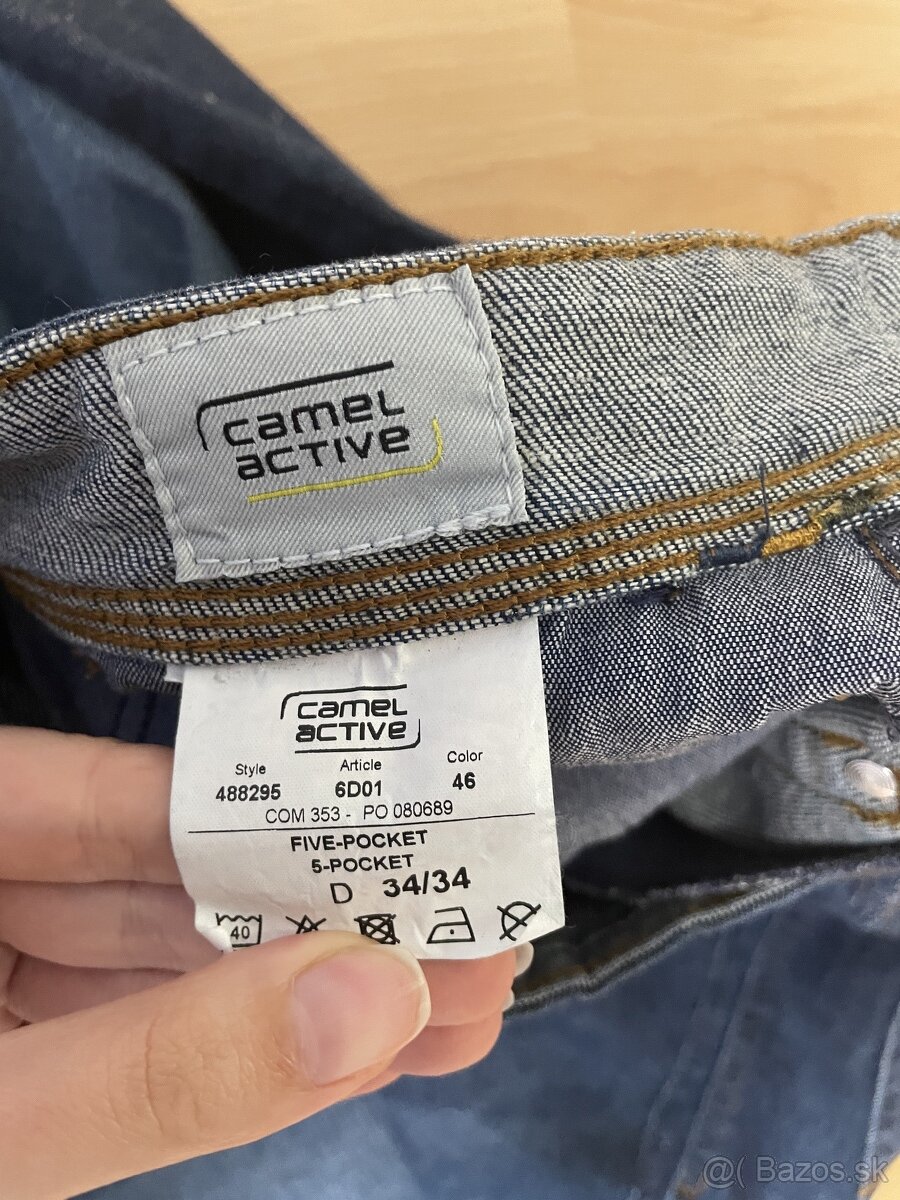 camel
active
camel
active
Style Article Color
488295 6D01 46
COM 353 - PO 080689
FIVE-POCKET
5-POCKET
D 34/34
40
@( Bazos.sk